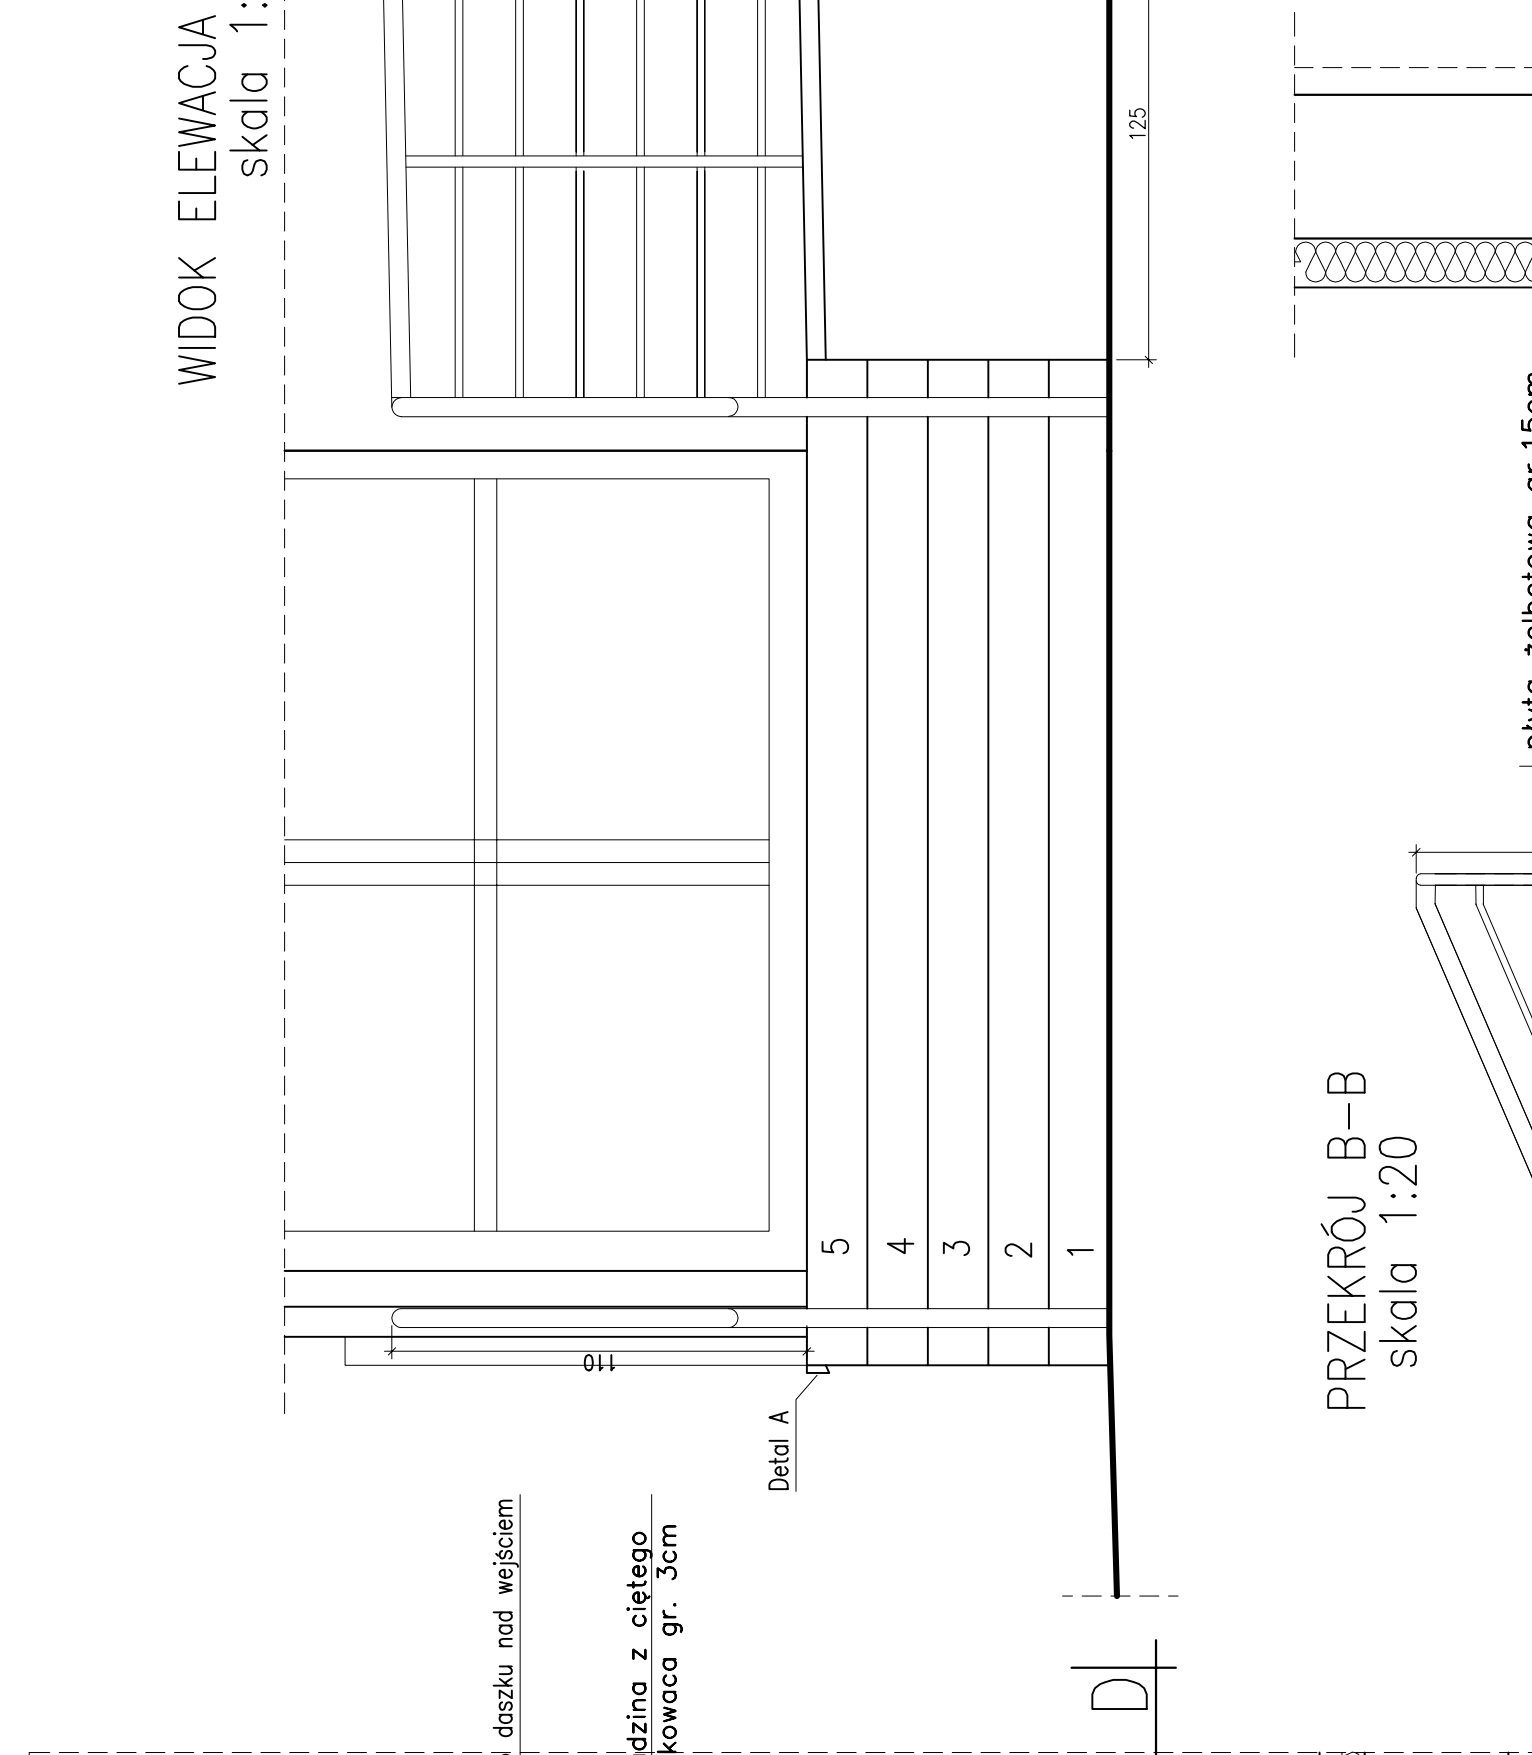 WIDOK ELEWACJA
skala 1:
125
5
4
3
2
1
110
Detal A
daszku nad wejściem
dzina z ciętego
kowaca gr. 3cm
D
PRZEKRÓJ B-B
skala 1:20